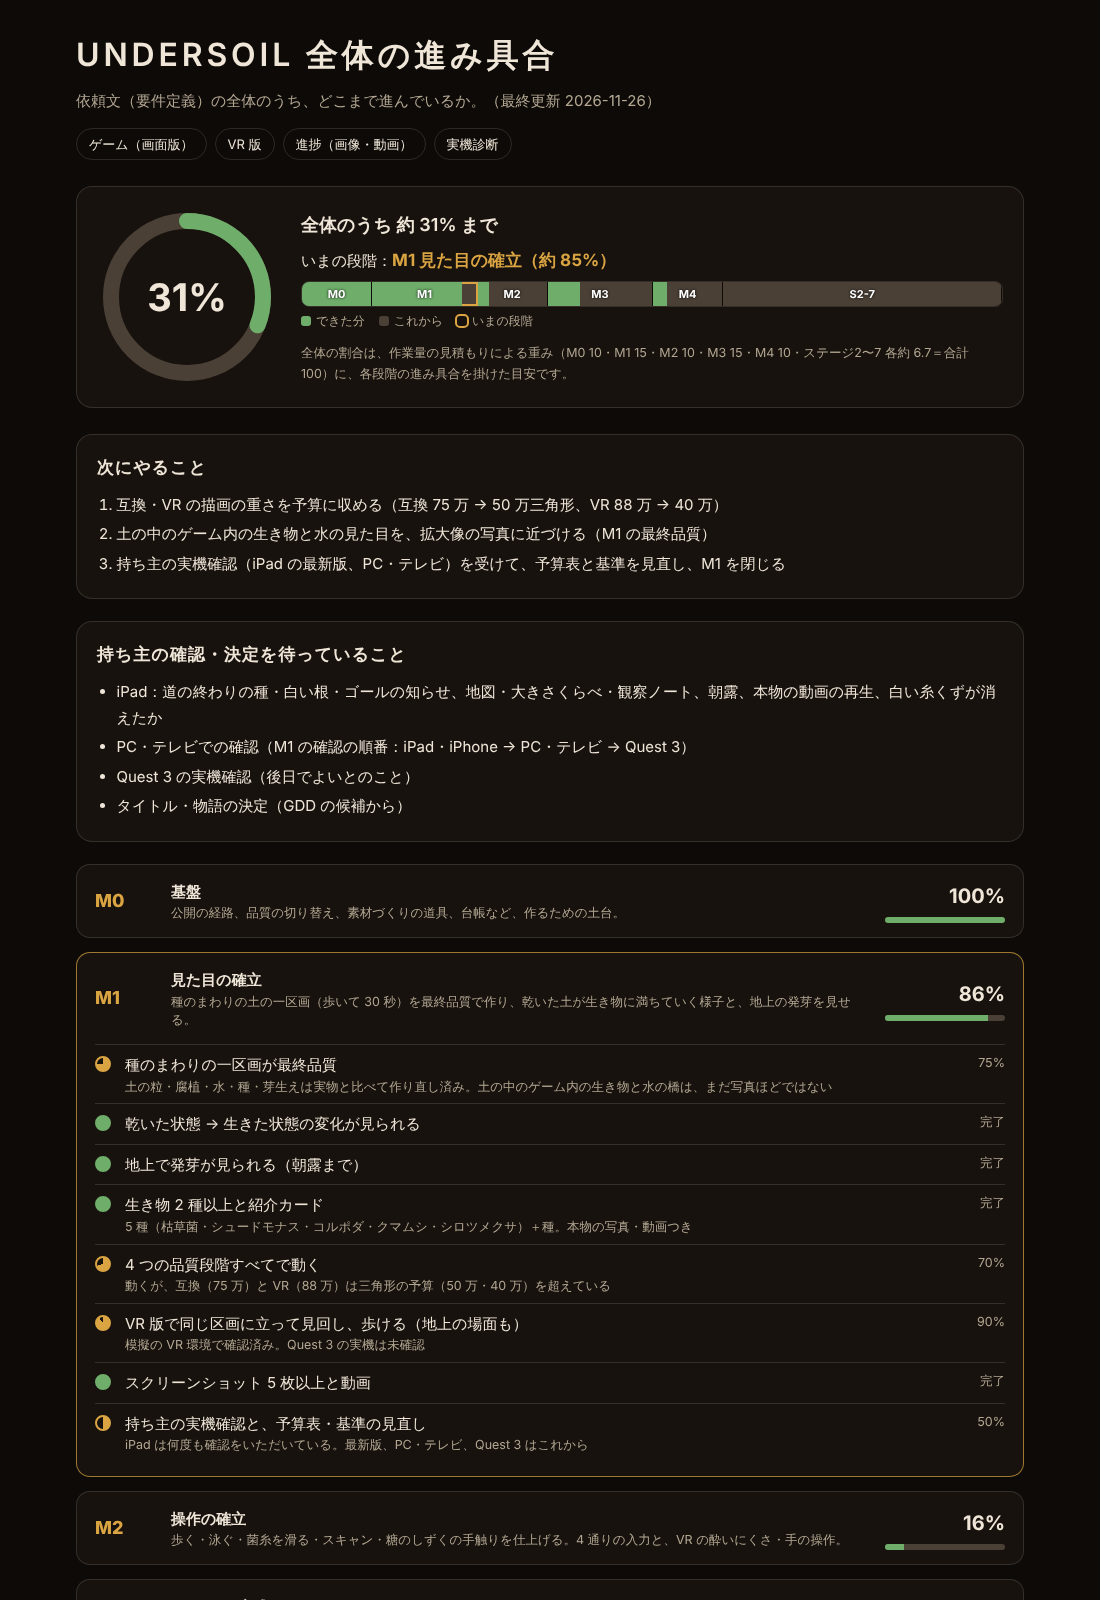 UNDERSOIL 全体の進み具合
依頼文（要件定義）の全体のうち、どこまで進んでいるか。（最終更新 2026-11-26）
ゲーム（画面版）
VR 版
進捗（画像・動画）
実機診断
31%
全体のうち 約 31% まで
いまの段階：M1 見た目の確立（約 85%）
M0 M1 M2 M3 M4 S2-7
できた分 これから いまの段階
全体の割合は、作業量の見積もりによる重み（M0 10・M1 15・M2 10・M3 15・M4 10・ステージ2〜7 各約 6.7＝合計
100）に、各段階の進み具合を掛けた目安です。
次にやること
1. 互換・VR の描画の重さを予算に収める（互換 75 万 → 50 万三角形、VR 88 万 → 40 万）
2. 土の中のゲーム内の生き物と水の見た目を、拡大像の写真に近づける（M1 の最終品質）
3. 持ち主の実機確認（iPad の最新版、PC・テレビ）を受けて、予算表と基準を見直し、M1 を閉じる
持ち主の確認・決定を待っていること
• iPad：道の終わりの種・白い根・ゴールの知らせ、地図・大きさくらべ・観察ノート、朝露、本物の動画の再生、白い糸くずが消
えたか
• PC・テレビでの確認（M1 の確認の順番：iPad・iPhone → PC・テレビ → Quest 3）
• Quest 3 の実機確認（後日でよいとのこと）
• タイトル・物語の決定（GDD の候補から）
M0
基盤
公開の経路、品質の切り替え、素材づくりの道具、台帳など、作るための土台。
100%
M1
見た目の確立
種のまわりの土の一区画（歩いて 30 秒）を最終品質で作り、乾いた土が生き物に満ちていく様子と、地上の発芽を見せ
る。
86%
種のまわりの一区画が最終品質
75%
土の粒・腐植・水・種・芽生えは実物と比べて作り直し済み。土の中のゲーム内の生き物と水の橋は、まだ写真ほどではない
乾いた状態 → 生きた状態の変化が見られる
完了
地上で発芽が見られる（朝露まで）
完了
生き物 2 種以上と紹介カード
完了
5 種（枯草菌・シュードモナス・コルポダ・クマムシ・シロツメクサ）＋種。本物の写真・動画つき
4 つの品質段階すべてで動く
70%
動くが、互換（75 万）と VR（88 万）は三角形の予算（50 万・40 万）を超えている
VR 版で同じ区画に立って見回し、歩ける（地上の場面も）
90%
模擬の VR 環境で確認済み。Quest 3 の実機は未確認
スクリーンショット 5 枚以上と動画
完了
持ち主の実機確認と、予算表・基準の見直し
50%
iPad は何度も確認をいただいている。最新版、PC・テレビ、Quest 3 はこれから
M2
操作の確立
歩く・泳ぐ・菌糸を滑る・スキャン・糖のしずくの手触りを仕上げる。4 通りの入力と、VR の酔いにくさ・手の操作。
16%